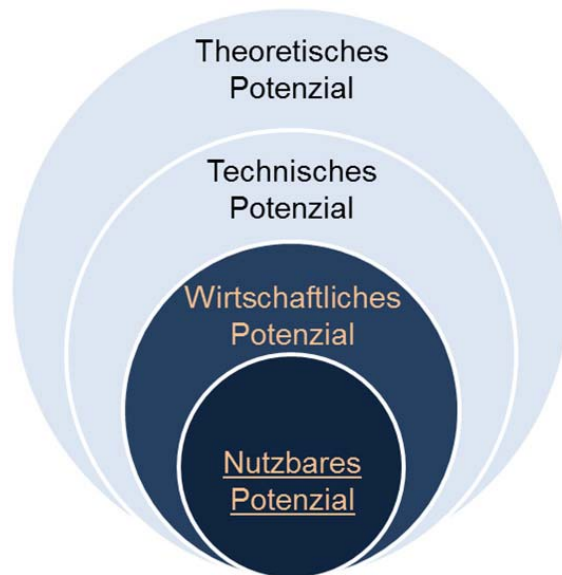 Theoretisches
Potenzial
Technisches
Potenzial
Wirtschaftliches
Potenzial
Nutzbares
Potenzial